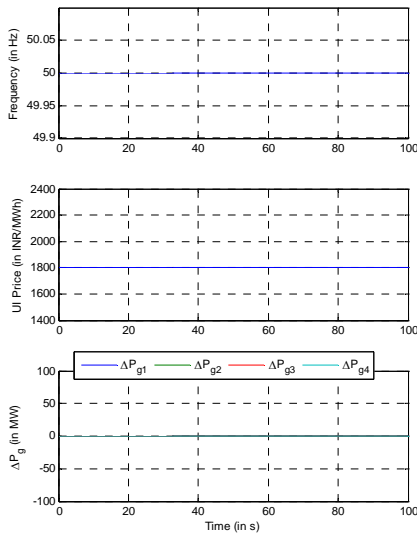 Frequency (in Hz)
50.05
50
49.95
49.9
0 20 40 60 80 100
UI Price (in INR/MWh)
2400
2200
2000
1800
1600
1400
0 20 40 60 80 100
ΔPg1 ΔPg2 ΔPg3 ΔPg4
ΔPg (in MW)
100
50
0
-50
-100
0 20 40 60 80 100
Time (in s)